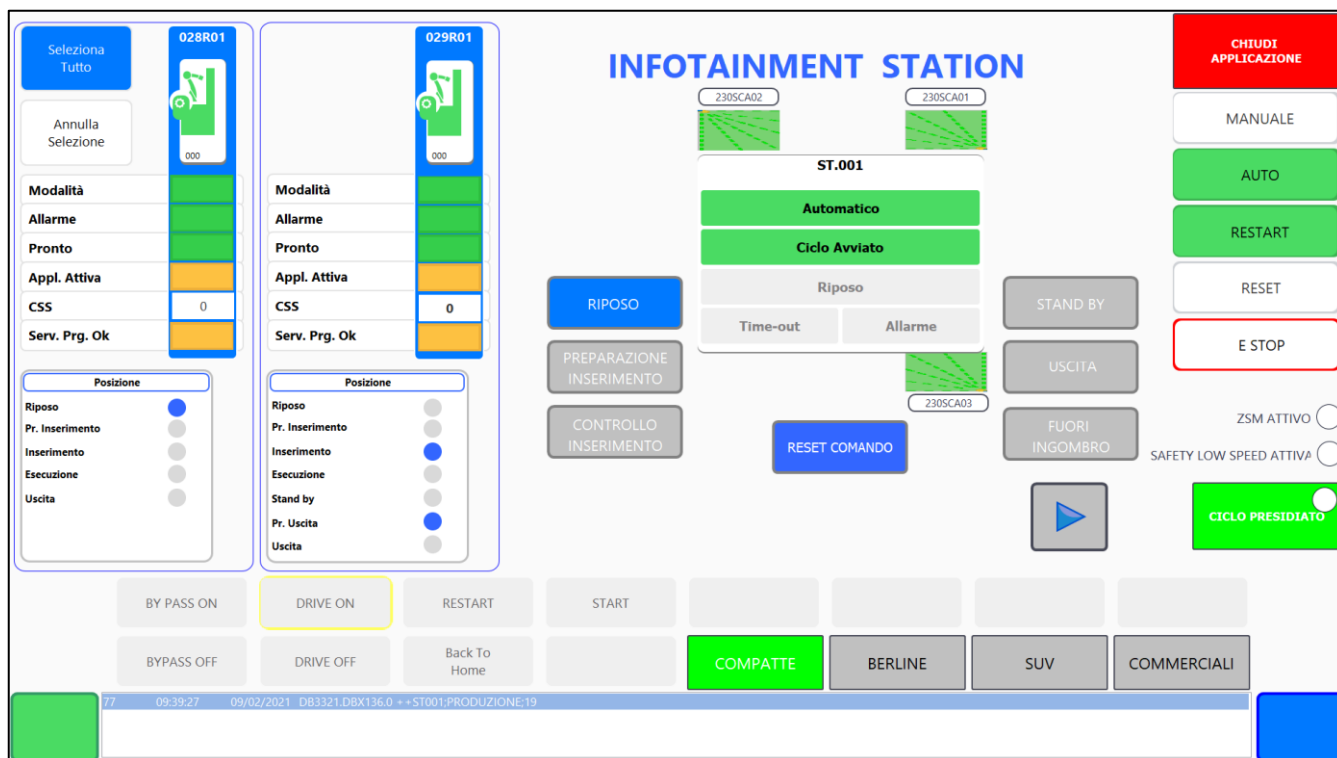 Seleziona
Tutto
Annulla
Selezione
028R01
000
Modalità
Allarme
Pronto
Appl. Attiva
CSS
0
Serv. Prg. Ok
Posizione
Riposo
Pr. Inserimento
Inserimento
Esecuzione
Uscita
029R01
000
Modalità
Allarme
Pronto
Appl. Attiva
CSS
0
Serv. Prg. Ok
Posizione
Riposo
Pr. Inserimento
Inserimento
Esecuzione
Stand by
Pr. Uscita
Uscita
INFOTAINMENT STATION
230SCA02
230SCA01
ST.001
Automatico
Ciclo Avviato
Riposo
Time-out
Allarme
230SCA03
RIPOSO
PREPARAZIONE
INSERIMENTO
CONTROLLO
INSERIMENTO
RESET COMANDO
STAND BY
USCITA
FUORI
INGOMBRO
CHIUDI
APPLICAZIONE
MANUALE
AUTO
RESTART
RESET
E STOP
ZSM ATTIVO
SAFETY LOW SPEED ATTIVA
CICLO PRESIDIATO
BY PASS ON
DRIVE ON
RESTART
START
BYPASS OFF
DRIVE OFF
Back To
Home
COMPATTE
BERLINE
SUV
COMMERCIALI
77 09:39:27 09/02/2021 DB3321.DBX136.0 ++ST001;PRODUZIONE;19